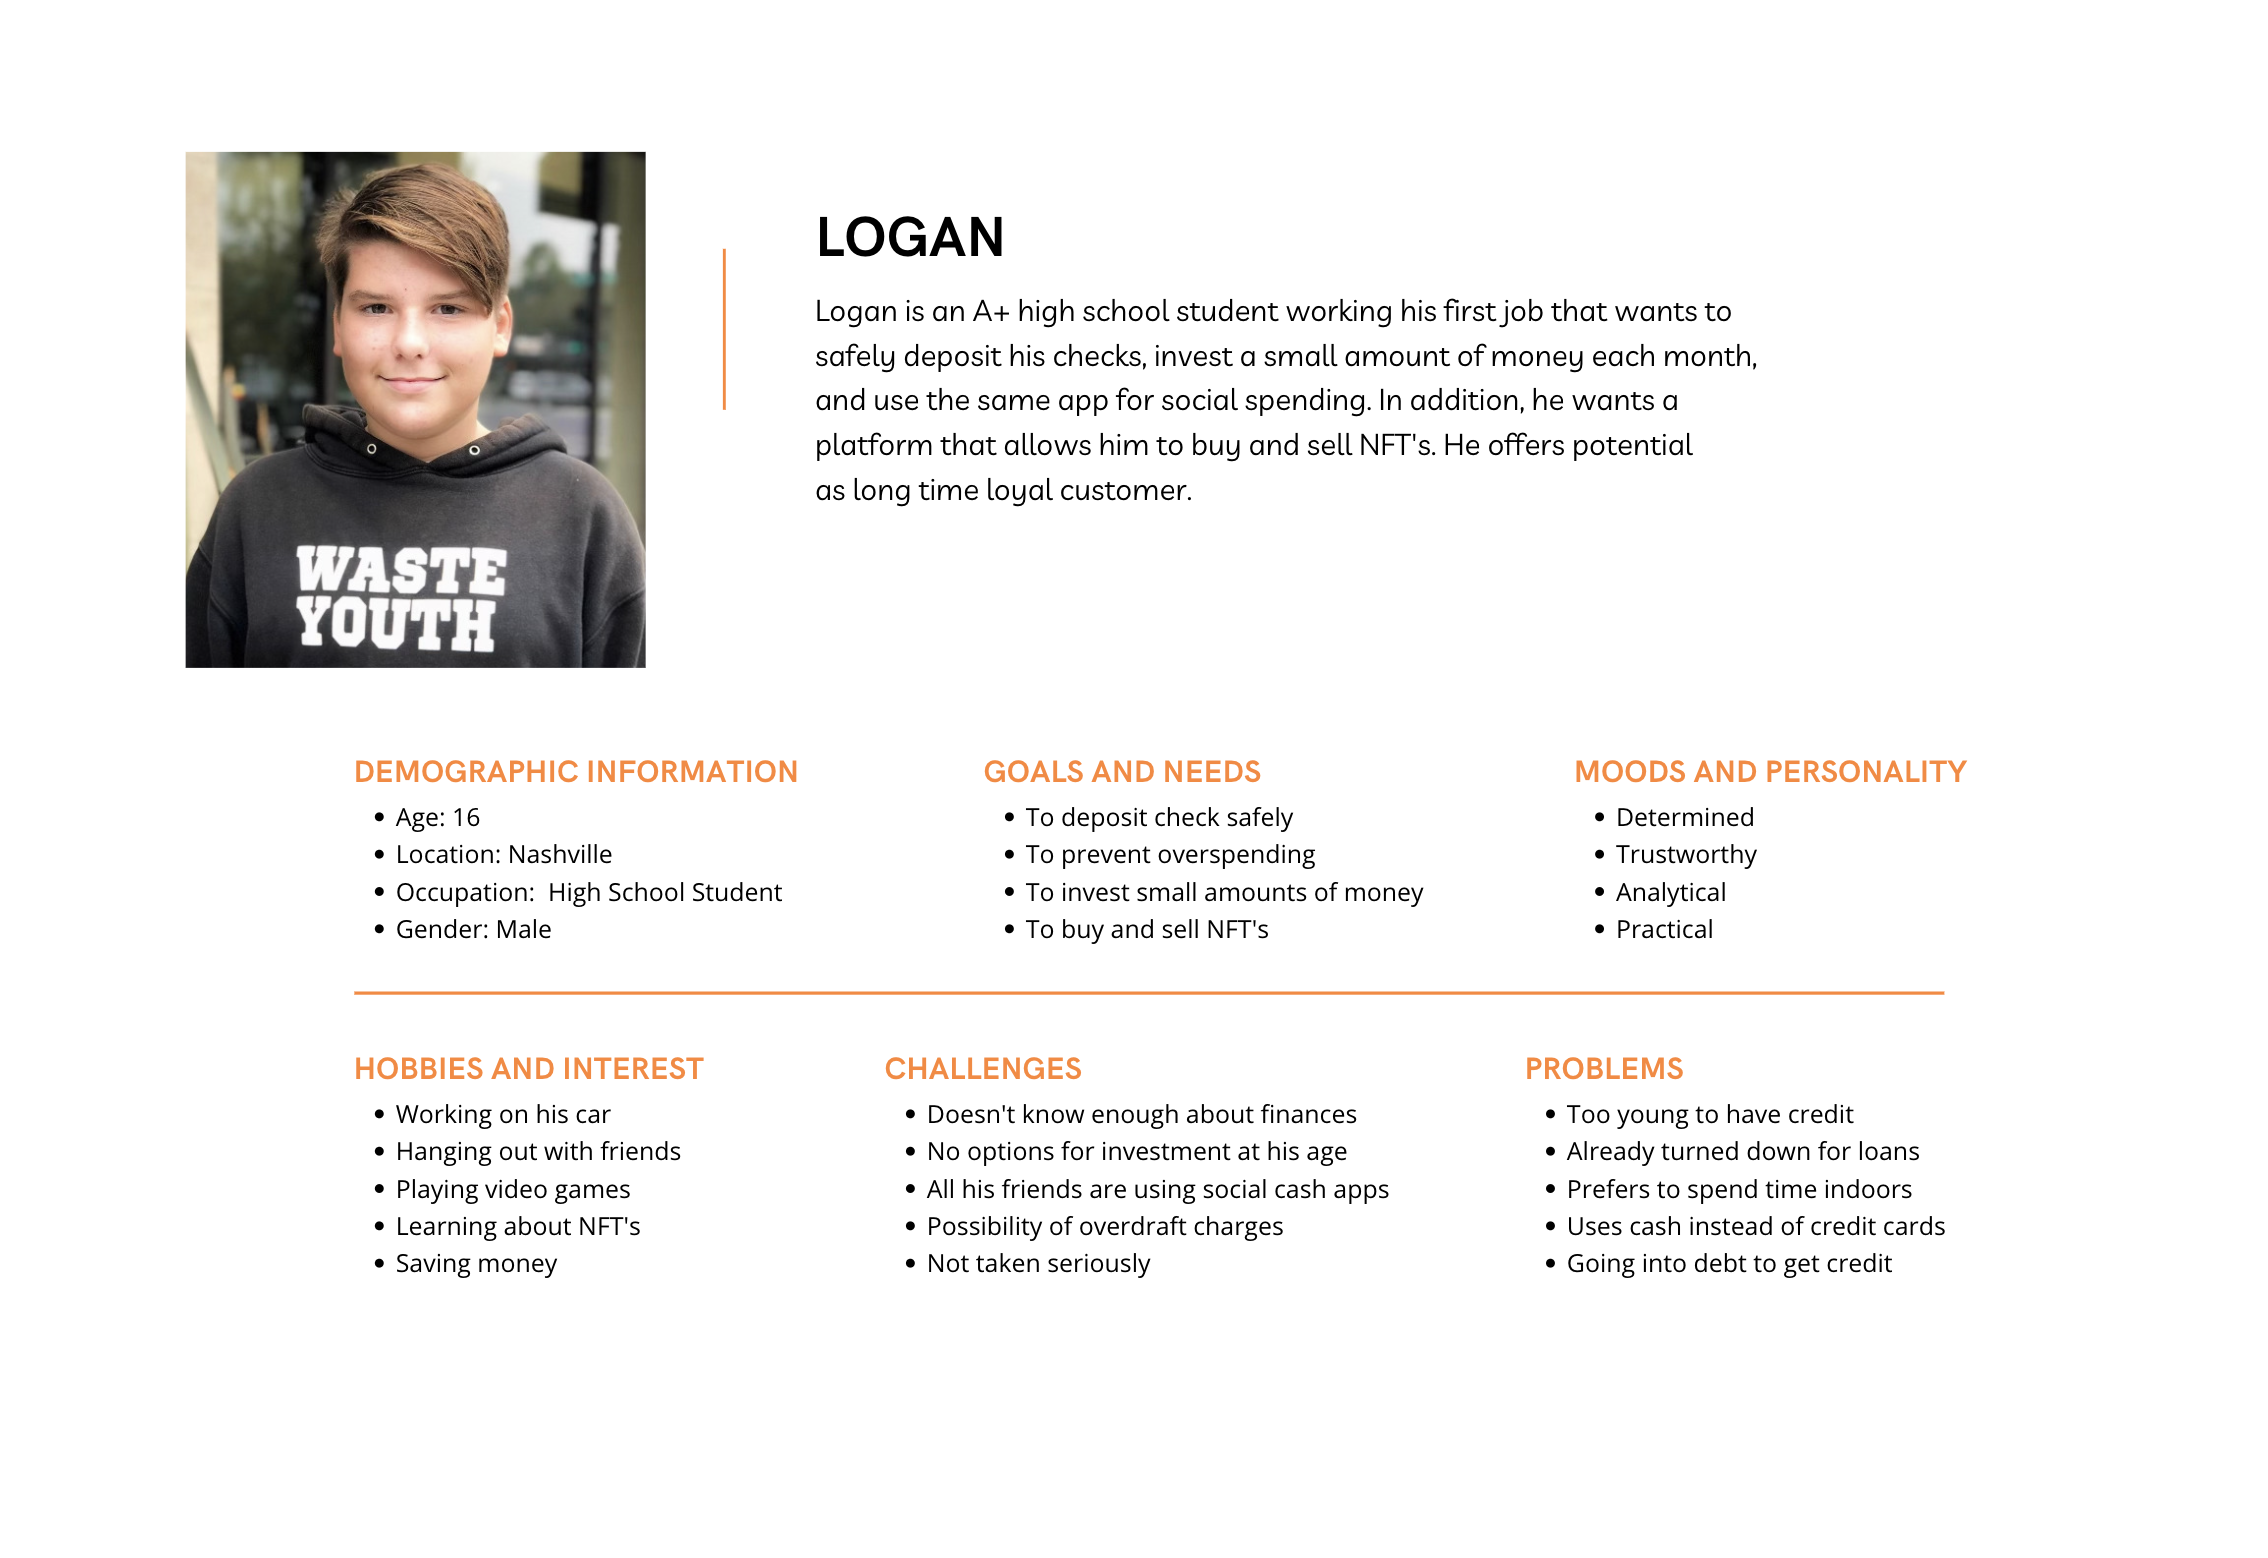 WASTE
YOUTH
LOGAN
Logan is an A+ high school student working his first job that wants to
safely deposit his checks, invest a small amount of money each month,
and use the same app for social spending. In addition, he wants a
platform that allows him to buy and sell NFT's. He offers potential
as long time loyal customer.
DEMOGRAPHIC INFORMATION
• Age: 16
• Location: Nashville
• Occupation:  High School Student
• Gender: Male
GOALS AND NEEDS
• To deposit check safely
• To prevent overspending
• To invest small amounts of money
• To buy and sell NFT's
MOODS AND PERSONALITY
• Determined
• Trustworthy
• Analytical
• Practical
HOBBIES AND INTEREST
• Working on his car
• Hanging out with friends
• Playing video games
• Learning about NFT's
• Saving money
CHALLENGES
• Doesn't know enough about finances
• No options for investment at his age
• All his friends are using social cash apps
• Possibility of overdraft charges
• Not taken seriously
PROBLEMS
• Too young to have credit
• Already turned down for loans
• Prefers to spend time indoors
• Uses cash instead of credit cards
• Going into debt to get credit